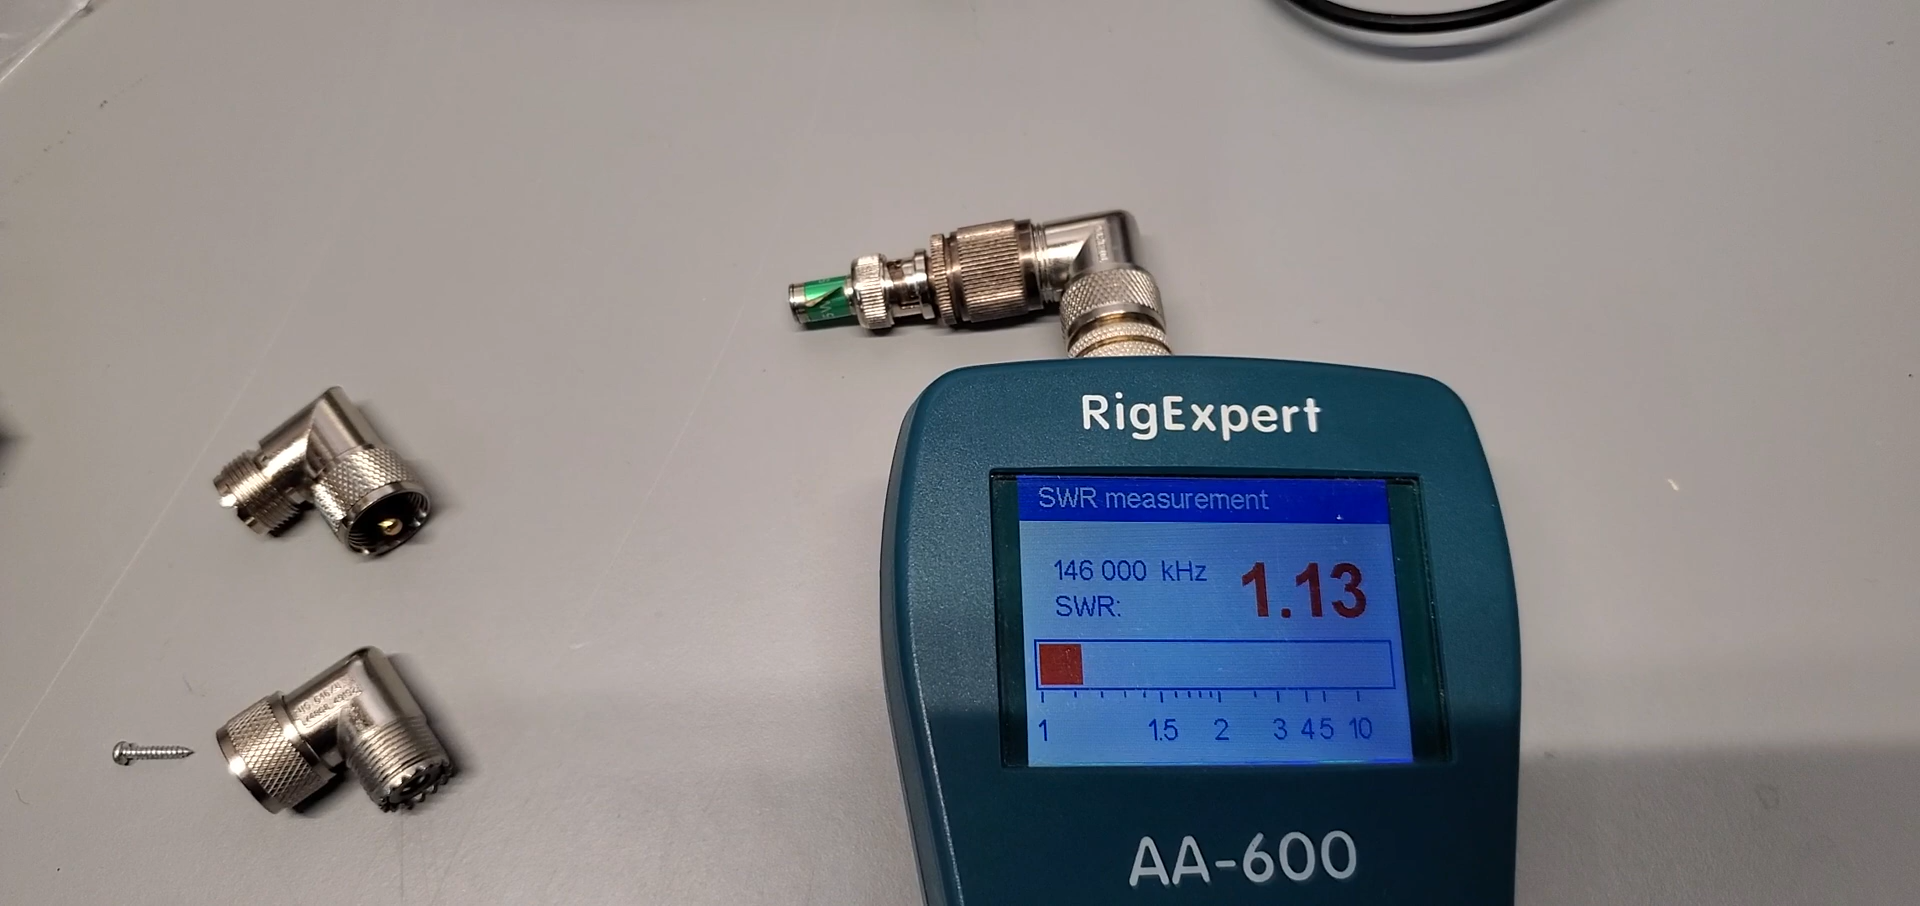 RigExpert
SWR measurement
146 000 kHz
1.13
SWR:
1 1.5 2 3 4 5 10
AA-600